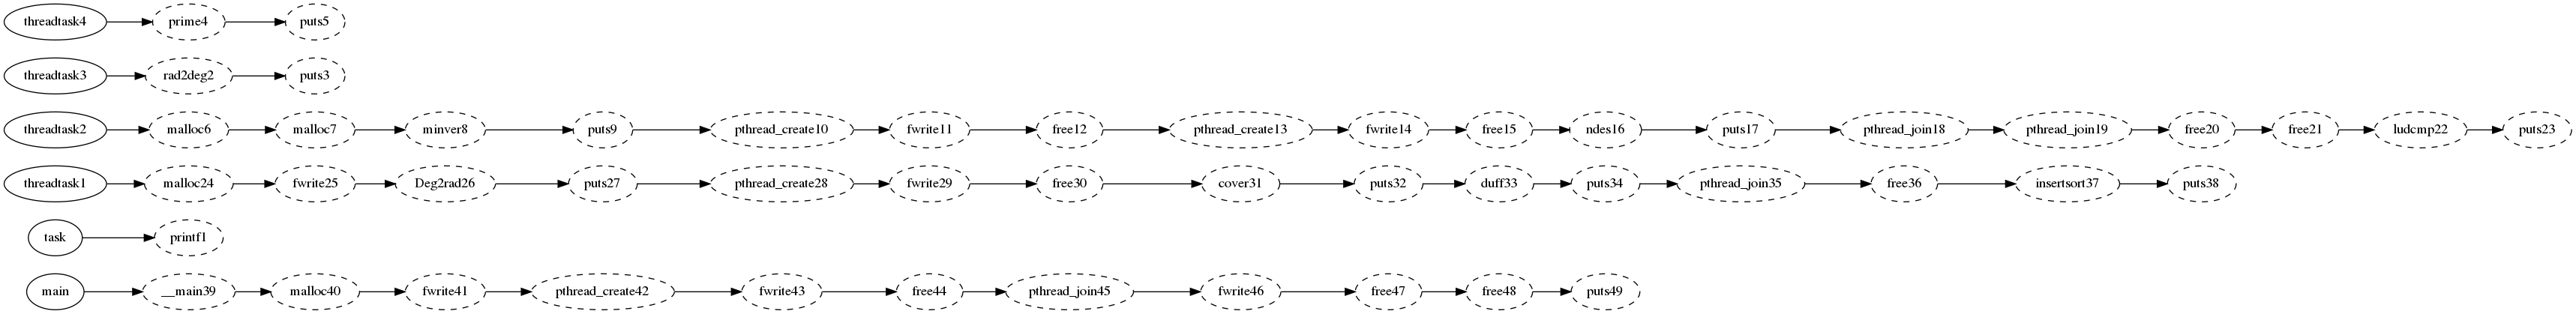 threadtask4 prime4 puts5
threadtask3 rad2deg2 puts3
threadtask2 malloc6 malloc7 minver8 puts9 pthread_create10 fwrite11 free12 pthread_create13 fwrite14 free15 ndes16 puts17 pthread_join18 pthread_join19 free20 free21 ludcmp22 puts23
threadtask1 malloc24 fwrite25 Deg2rad26 puts27 pthread_create28 fwrite29 free30 cover31 puts32 duff33 puts34 pthread_join35 free36 insertsort37 puts38
task printf1
main __main39 malloc40 fwrite41 pthread_create42 fwrite43 free44 pthread_join45 fwrite46 free47 free48 puts49